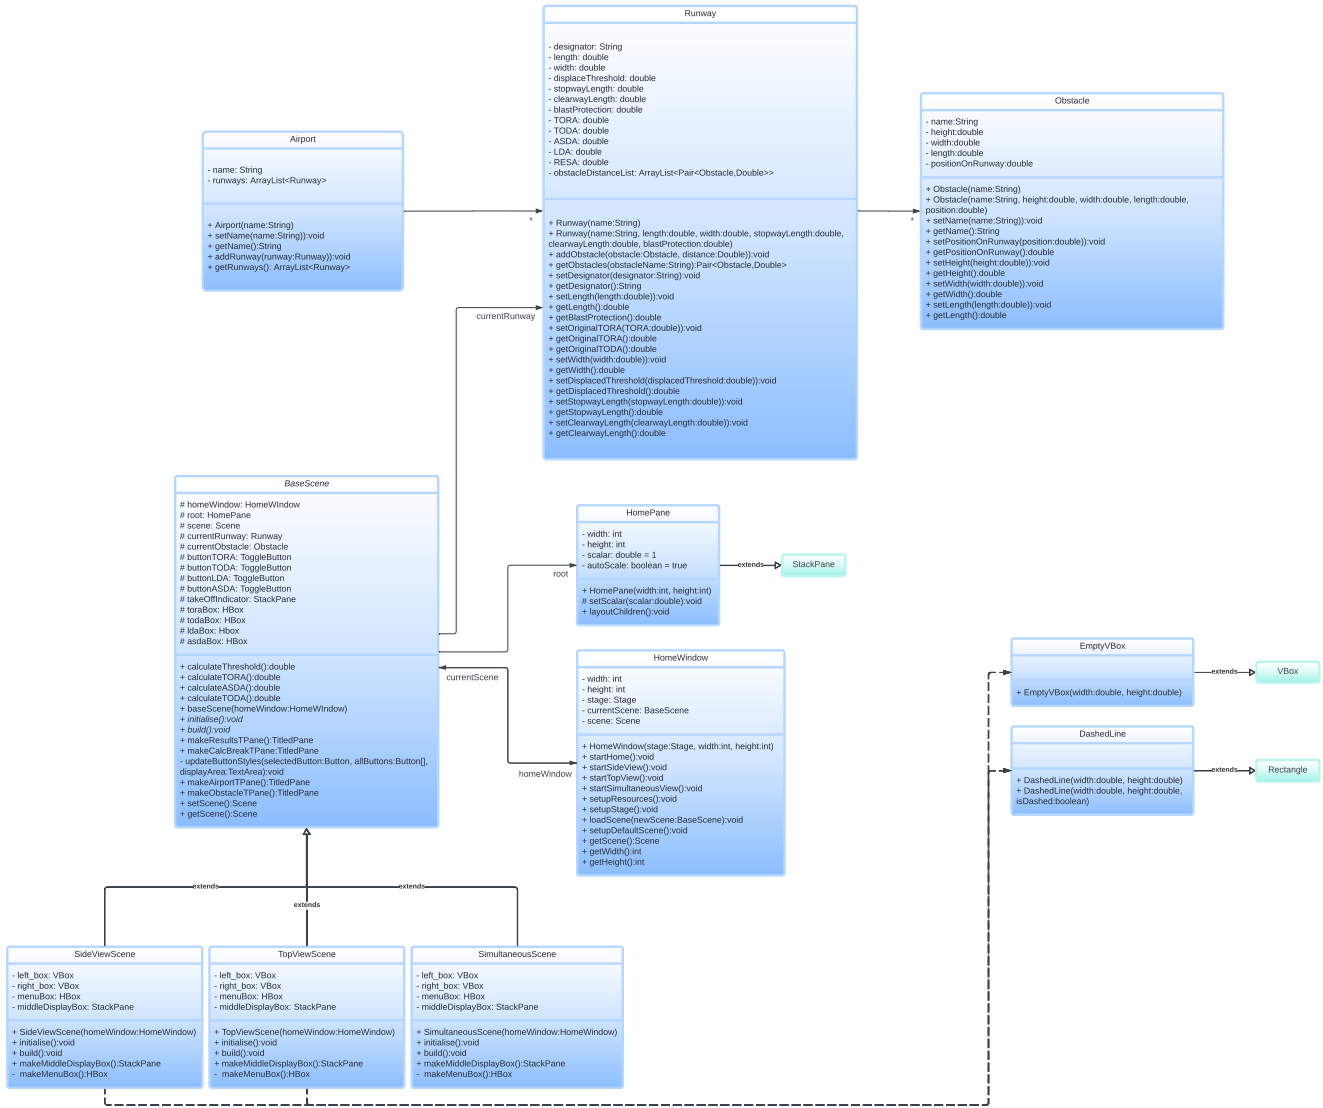 Runway
- designator: String
- length: double
- width: double
- displaceThreshold: double
- stopwayLength: double
- clearwayLength: double
- blastProtection: double
- TORA: double
- TODA: double
- ASDA: double
- LDA: double
- RESA: double
- obstacleDistanceList: ArrayList<Pair<Obstacle,Double>>
+ Runway(name:String)
+ Runway(name:String, length:double, width:double, stopwayLength:double,
clearwayLength:double, blastProtection:double)
+ addObstacle(obstacle:Obstacle, distance:Double)):void
+ getObstacles(obstacleName:String):Pair<Obstacle,Double>
+ setDesignator(designator:String):void
+ getDesignator():String
+ setLength(length:double)):void
+ getLength():double
+ getBlastProtection():double
+ setOriginalTORA(TORA:double)):void
+ getOriginalTORA():double
+ getOriginalTODA():double
+ setWidth(width:double)):void
+ getWidth():double
+ setDisplacedThreshold(displacedThreshold:double)):void
+ getDisplacedThreshold():double
+ setStopwayLength(stopwayLength:double)):void
+ getStopwayLength():double
+ setClearwayLength(clearwayLength:double)):void
+ getClearwayLength():double
Obstacle
- name:String
- height:double
- width:double
- length:double
- positionOnRunway:double
+ Obstacle(name:String)
+ Obstacle(name:String, height:double, width:double, length:double,
position:double)
+ setName(name:String)):void
+ getName():String
+ setPositionOnRunway(position:double)):void
+ getPositionOnRunway():double
+ setHeight(height:double)):void
+ getHeight():double
+ setWidth(width:double)):void
+ getWidth():double
+ setLength(length:double)):void
+ getLength():double
Airport
- name: String
- runways: ArrayList<Runway>
+ Airport(name:String)
+ setName(name:String)):void
+ getName():String
+ addRunway(runway:Runway)):void
+ getRunways(): ArrayList<Runway>
*
*
currentRunway
BaseScene
# homeWindow: HomeWIndow
# root: HomePane
# scene: Scene
# currentRunway: Runway
# currentObstacle: Obstacle
# buttonTORA: ToggleButton
# buttonTODA: ToggleButton
# buttonLDA: ToggleButton
# buttonASDA: ToggleButton
# takeOffIndicator: StackPane
# toraBox: HBox
# todaBox: HBox
# ldaBox: Hbox
# asdaBox: HBox
+ calculateThreshold():double
+ calculateTORA():double
+ calculateASDA():double
+ calculateTODA():double
+ baseScene(homeWindow:HomeWIndow)
+ initialise():void
+ build():void
+ makeResultsTPane():TitledPane
+ makeCalcBreakTPane:TitledPane
- updateButtonStyles(selectedButton:Button, allButtons:Button[],
displayArea:TextArea):void
+ makeAirportTPane():TitledPane
+ makeObstacleTPane():TitledPane
+ setScene():Scene
+ getScene():Scene
root
currentScene
homeWindow
HomePane
- width: int
- height: int
- scalar: double = 1
- autoScale: boolean = true
+ HomePane(width:int, height:int)
# setScalar(scalar:double):void
+ layoutChildren():void
extends
StackPane
HomeWindow
- width: int
- height: int
- stage: Stage
- currentScene: BaseScene
- scene: Scene
+ HomeWindow(stage:Stage, width:int, height:int)
+ startHome():void
+ startSideView():void
+ startTopView():void
+ startSimultaneousView():void
+ setupResources():void
+ setupStage():void
+ loadScene(newScene:BaseScene):void
+ setupDefaultScene():void
+ getScene():Scene
+ getWidth():int
+ getHeight():int
EmptyVBox
+ EmptyVBox(width:double, height:double)
extends
VBox
DashedLine
+ DashedLine(width:double, height:double)
+ DashedLine(width:double, height:double,
isDashed:boolean)
extends
Rectangle
extends
extends
extends
SideViewScene
- left_box: VBox
- right_box: VBox
- menuBox: HBox
- middleDisplayBox: StackPane
+ SideViewScene(homeWindow:HomeWindow)
+ initialise():void
+ build():void
+ makeMiddleDisplayBox():StackPane
- makeMenuBox():HBox
TopViewScene
- left_box: VBox
- right_box: VBox
- menuBox: HBox
- middleDisplayBox: StackPane
+ TopViewScene(homeWindow:HomeWindow)
+ initialise():void
+ build():void
+ makeMiddleDisplayBox():StackPane
- makeMenuBox():HBox
SimultaneousScene
- left_box: VBox
- right_box: VBox
- menuBox: HBox
- middleDisplayBox: StackPane
+ SimultaneousScene(homeWindow:HomeWindow)
+ initialise():void
+ build():void
+ makeMiddleDisplayBox():StackPane
- makeMenuBox():HBox